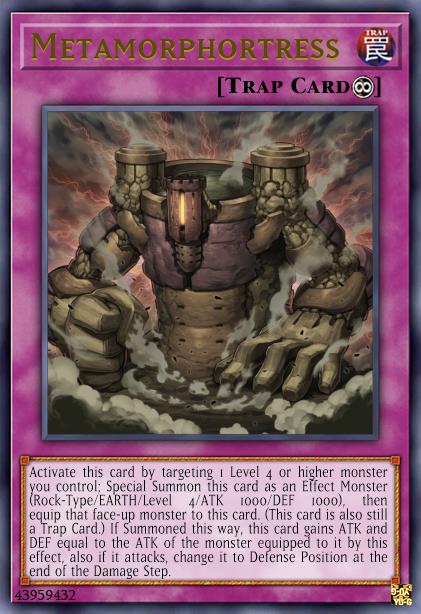 METAMORPHORTRESS
TRAP
罠
[TRAP CARD]
Activate this card by targeting 1 Level 4 or higher monster
you control; Special Summon this card as an Effect Monster
(Rock-Type/EARTH/Level 4/ATK 1000/DEF 1000), then
equip that face-up monster to this card. (This card is also still
a Trap Card.) If Summoned this way, this card gains ATK and
DEF equal to the ATK of the monster equipped to it by this
effect, also if it attacks, change it to Defense Position at the
end of the Damage Step.
43959432